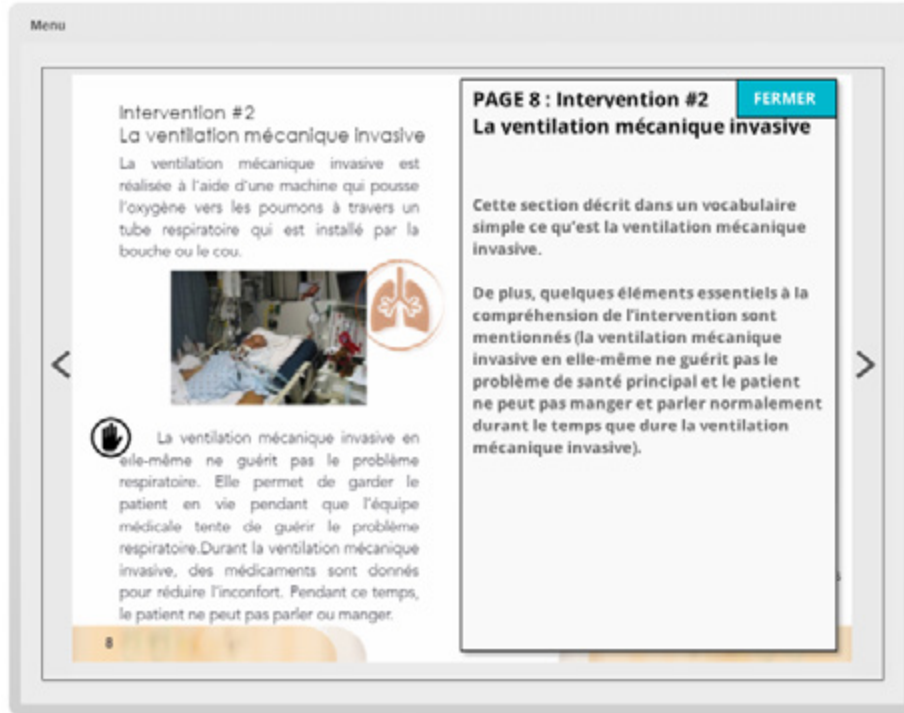 Menu
Intervention #2
La ventilation mécanique invasive
La ventilation mécanique invasive est
réalisée à l'aide d'une machine qui pousse
l'oxygène vers les poumons à travers un
tube respiratoire qui est installé par la
bouche ou le cou.
La ventilation mécanique invasive en
elle-même ne guérit pas le problème
respiratoire. Elle permet de garder le
patient en vie pendant que l'équipe
médicale tente de guérir le problème
respiratoire.Durant la ventilation mécanique
invasive, des médicaments sont donnés
pour réduire l'inconfort. Pendant ce temps,
le patient ne peut pas parler ou manger.
8
PAGE 8 : Intervention #2
FERMER
La ventilation mécanique invasive
Cette section décrit dans un vocabulaire
simple ce qu'est la ventilation mécanique
invasive.
De plus, quelques éléments essentiels à la
compréhension de l'intervention sont
mentionnés (la ventilation mécanique
invasive en elle-même ne guérit pas le
problème de santé principal et le patient
ne peut pas manger et parler normalement
durant le temps que dure la ventilation
mécanique invasive).